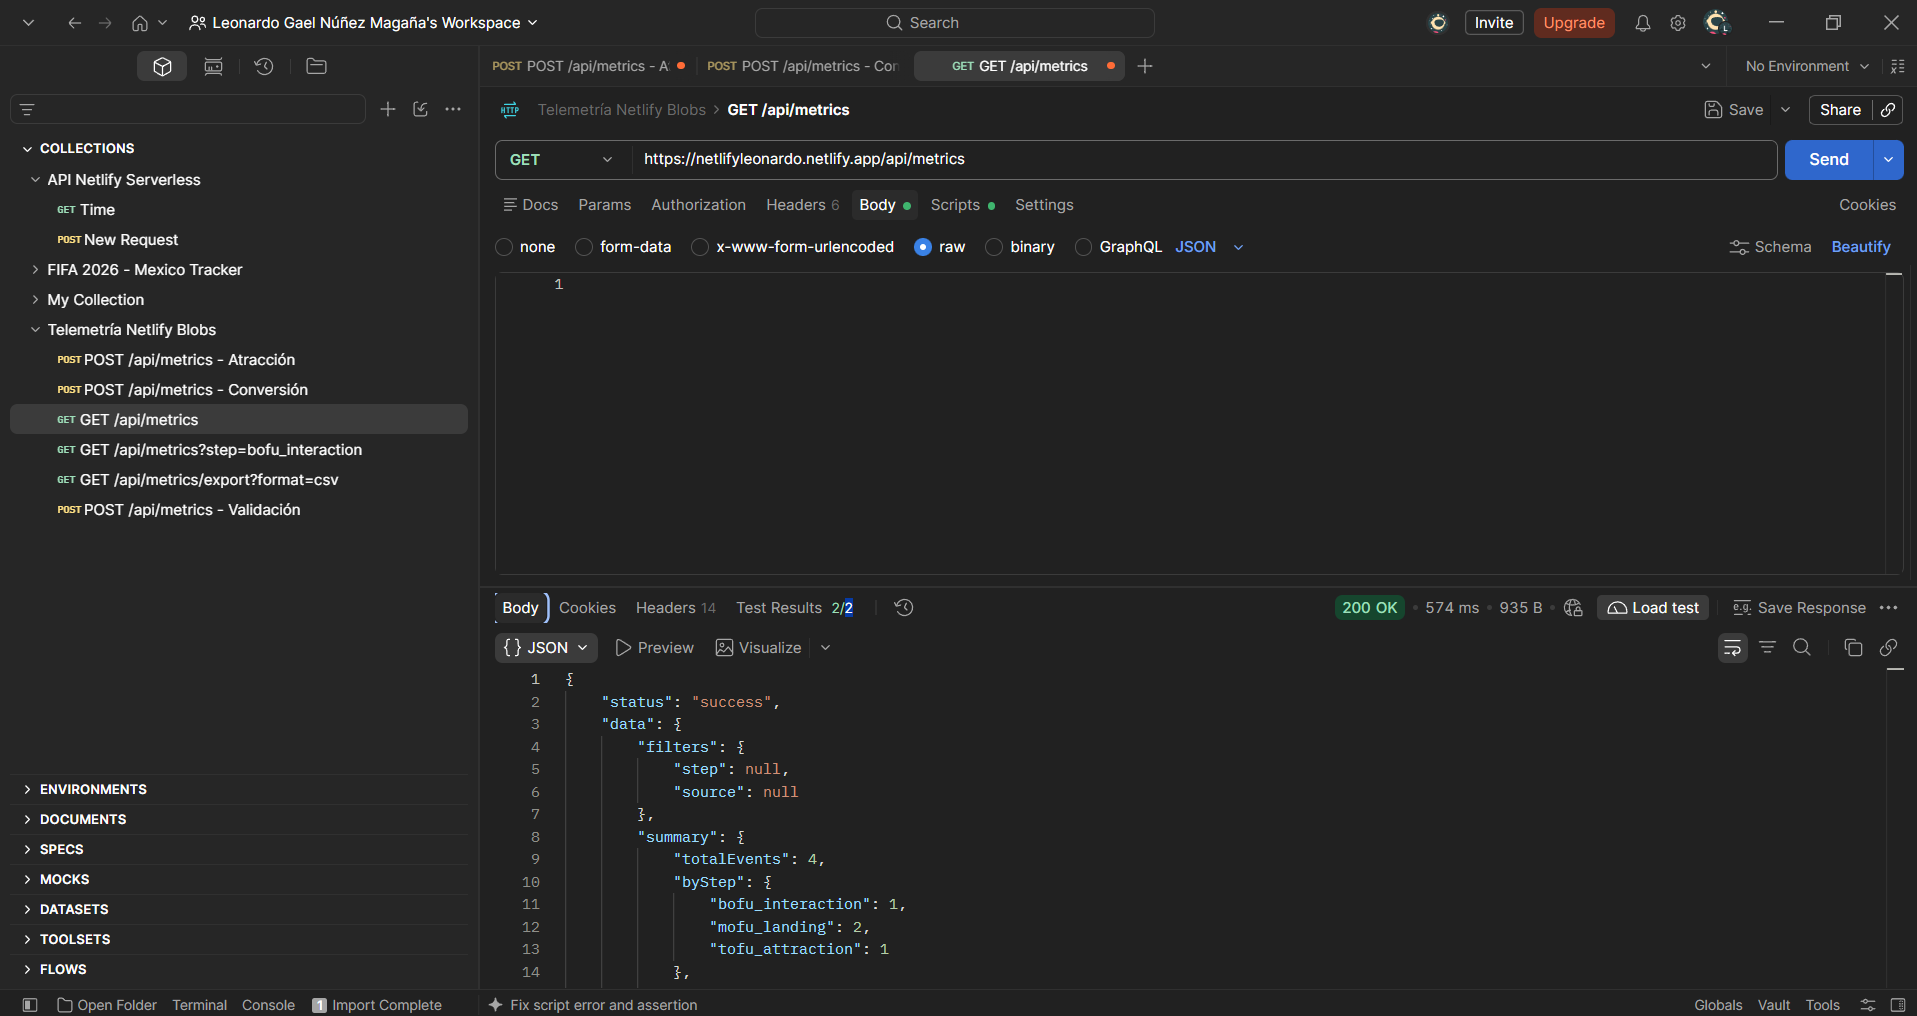 Leonardo Gael Núñez Magaña's Workspace
Search
Invite
Upgrade
L
POST POST /api/metrics - A
POST POST /api/metrics - Con
GET GET /api/metrics
No Environment
HTTP Telemetría Netlify Blobs > GET /api/metrics
Save
Share
COLLECTIONS
API Netlify Serverless
GET Time
POST New Request
FIFA 2026 - Mexico Tracker
My Collection
Telemetría Netlify Blobs
POST POST /api/metrics - Atracción
POST POST /api/metrics - Conversión
GET GET /api/metrics
GET GET /api/metrics?step=bofu_interaction
GET GET /api/metrics/export?format=csv
POST POST /api/metrics - Validación
ENVIRONMENTS
DOCUMENTS
SPECS
MOCKS
DATASETS
TOOLSETS
FLOWS
GET https://netlifyleonardo.netlify.app/api/metrics
Send
Docs Params Authorization Headers 6 Body Scripts Settings
Cookies
none form-data x-www-form-urlencoded raw binary GraphQL JSON
Schema Beautify
1
Body Cookies Headers 14 Test Results 2/2
200 OK • 574 ms • 935 B •
Load test
e.g. Save Response
{} JSON Preview Visualize
1 {
2 "status": "success",
3 "data": {
4 "filters": {
5 "step": null,
6 "source": null
7 },
8 "summary": {
9 "totalEvents": 4,
10 "byStep": {
11 "bofu_interaction": 1,
12 "mofu_landing": 2,
13 "tofu_attraction": 1
14 },
Open Folder Terminal Console 1 Import Complete
Fix script error and assertion
Globals Vault Tools